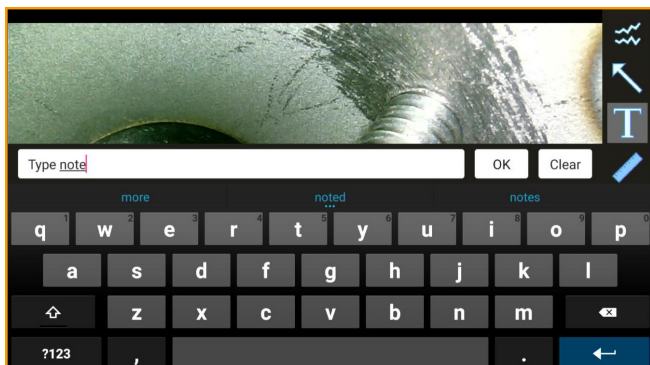 T
Type note
OK
Clear
more
noted
notes
q 1 w 2 e 3 r 4 t 5 y 6 u 7 i 8 o 9 p 0
a s d f g h j k l
z x c v b n m
?123 , .